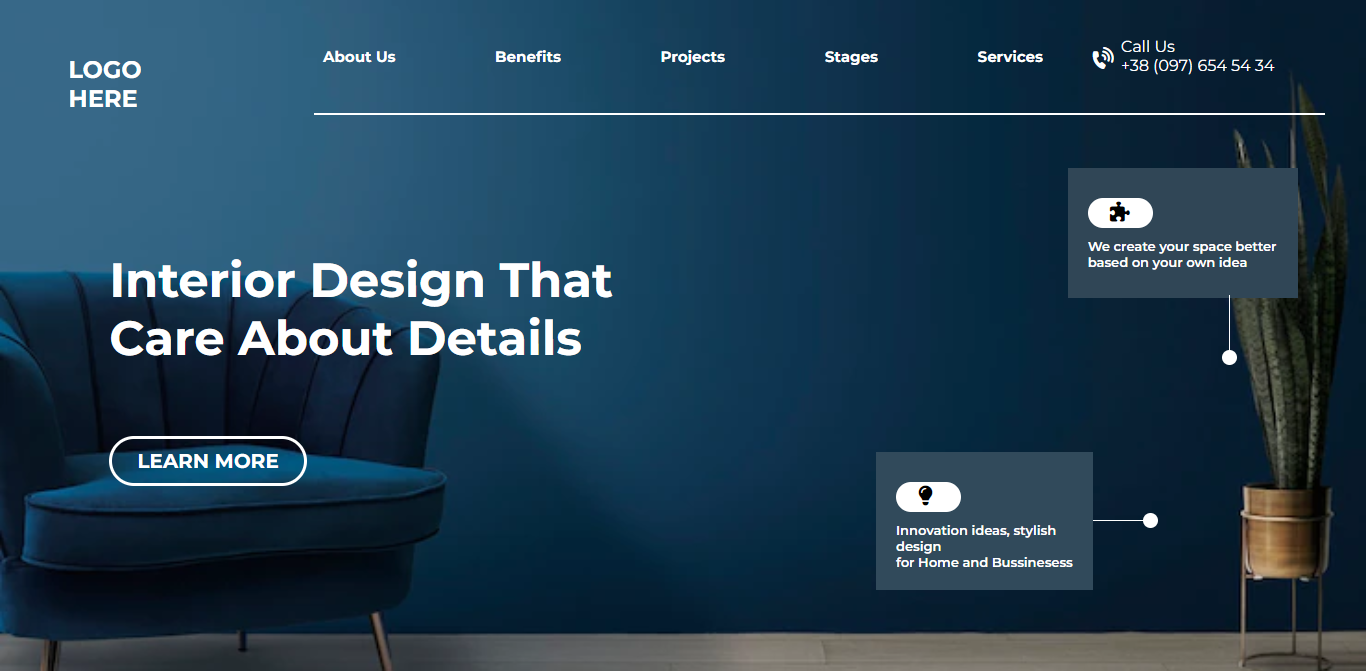 LOGO
HERE
About Us
Benefits
Projects
Stages
Services
Call Us
+38 (097) 654 54 34
We create your space better
based on your own idea
Interior Design That
Care About Details
LEARN MORE
Innovation ideas, stylish
design
for Home and Bussinesess